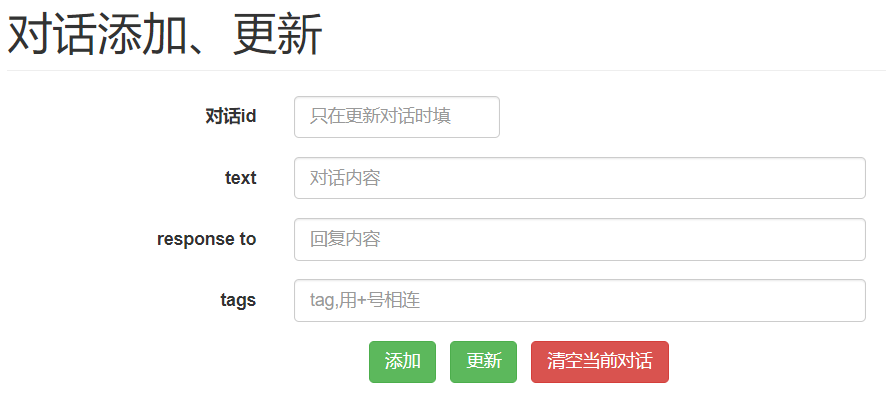 对话添加、更新
对话id 只在更新对话时填
text 对话内容
response to 回复内容
tags tag,用+号相连
添加 更新 清空当前对话